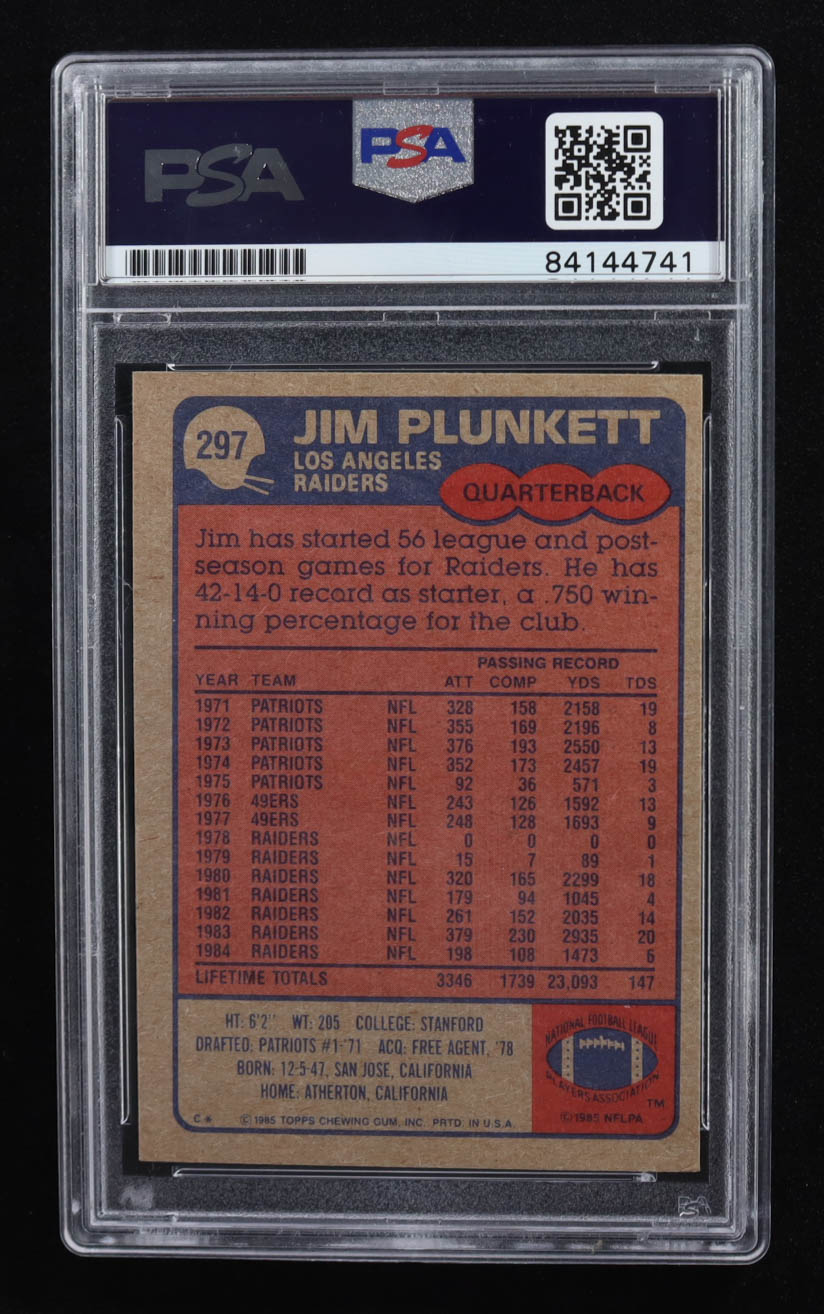 PSA PSA
84144741
297 JIM PLUNKETT
LOS ANGELES
RAIDERS
QUARTERBACK
Jim has started 56 league and post-
season games for Raiders. He has
42-14-0 record as starter, a .750 win-
ning percentage for the club.
PASSING RECORD
YEAR TEAM ATT COMP YDS TDS
1971 PATRIOTS NFL 328 158 2158 19
1972 PATRIOTS NFL 355 169 2196 8
1973 PATRIOTS NFL 376 193 2550 13
1974 PATRIOTS NFL 352 173 2457 19
1975 PATRIOTS NFL 92 36 571 3
1976 49ERS NFL 243 126 1592 13
1977 49ERS NFL 248 128 1693 9
1978 RAIDERS NFL 0 0 0 0
1979 RAIDERS NFL 15 7 89 1
1980 RAIDERS NFL 320 165 2299 18
1981 RAIDERS NFL 179 94 1045 4
1982 RAIDERS NFL 261 152 2035 14
1983 RAIDERS NFL 379 230 2935 20
1984 RAIDERS NFL 198 108 1473 6
LIFETIME TOTALS 3346 1739 23,093 147
HT: 6'2" WT: 205 COLLEGE: STANFORD
DRAFTED: PATRIOTS #1-'71 ACQ: FREE AGENT, '78
BORN: 12-5-47, SAN JOSE, CALIFORNIA
HOME: ATHERTON, CALIFORNIA
C* © 1985 TOPPS CHEWING GUM, INC. PRTD. IN U.S.A.
NATIONAL FOOTBALL LEAGUE
PLAYERS ASSOCIATION
TM
© 1985 NFLPA
PSA